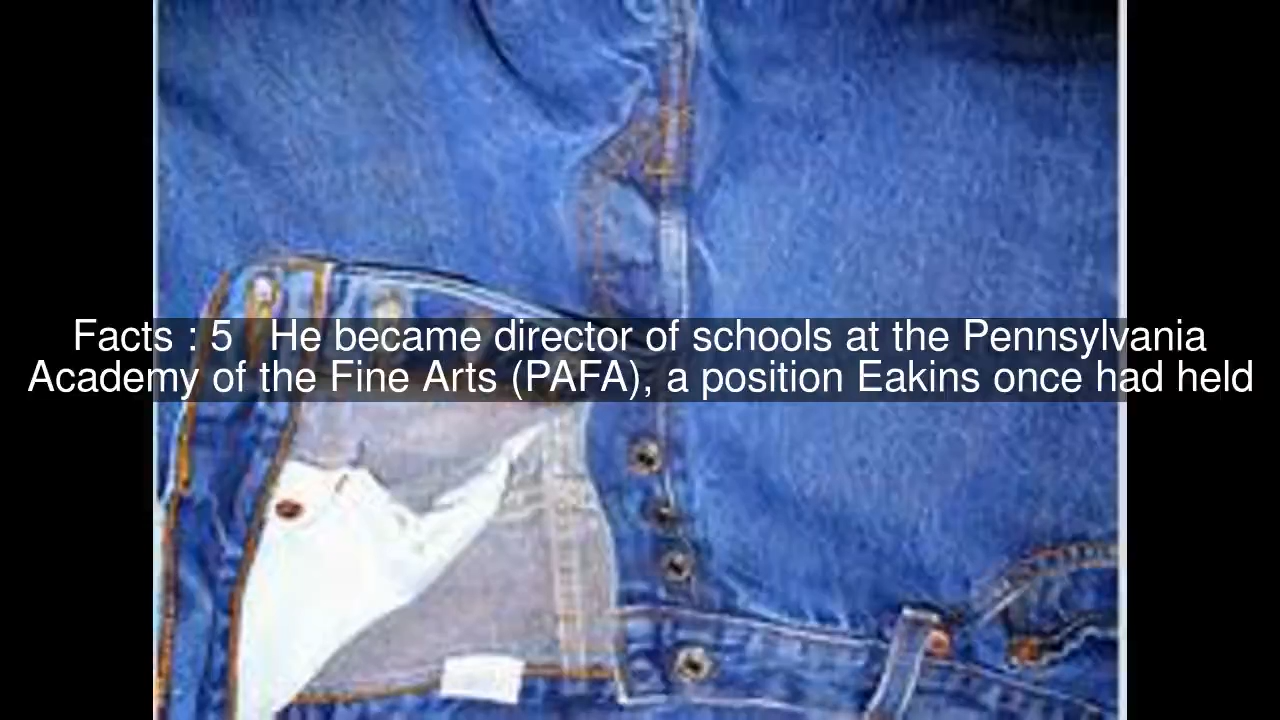 Facts : 5 He became director of schools at the Pennsylvania
Academy of the Fine Arts (PAFA), a position Eakins once had held